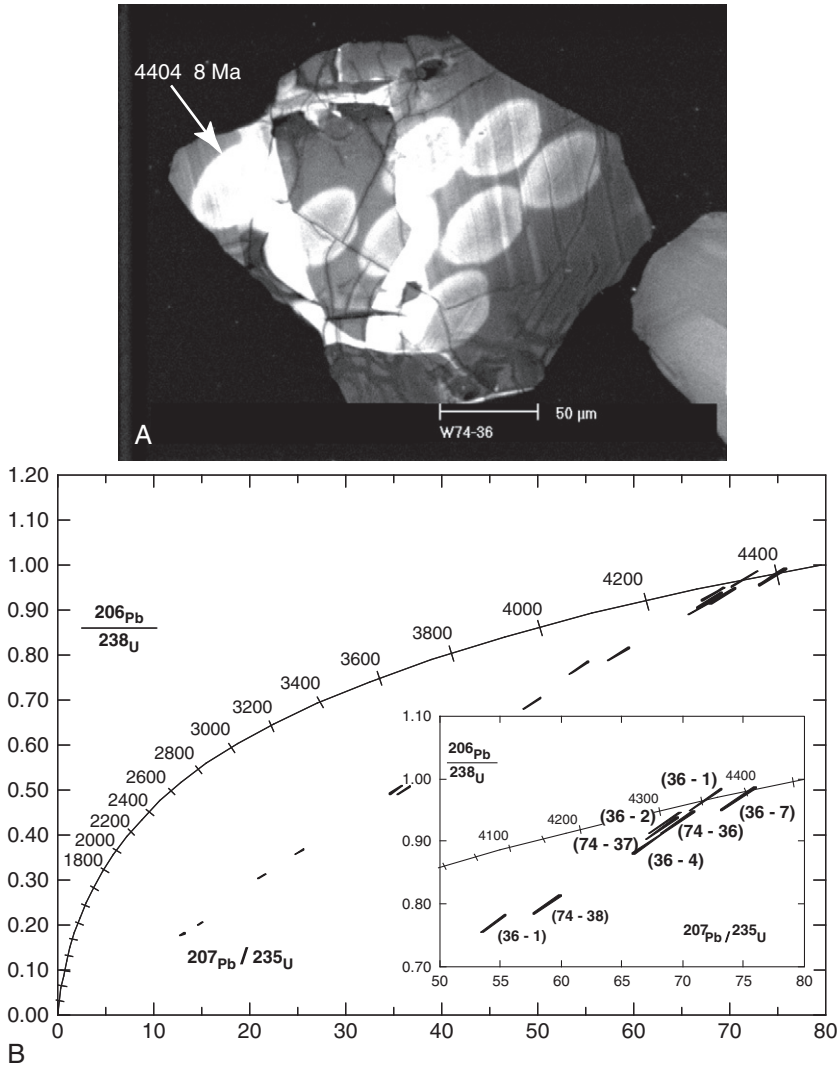 4404 8 Ma
50 µm
W74-36
A
1.20
1.10
1.00
0.90
0.80
0.70
0.60
0.50
0.40
0.30
0.20
0.10
0.00
206Pb
238U
1800
2000
2200
2400
2600
2800
3000
3200
3400
3600
3800
4000
4200
4400
207Pb / 235U
0
10
20
30
40
50
60
70
80
1.10
1.00
0.90
0.80
0.70
206Pb
238U
4100
4200
4300
4400
(36 - 1)
(36 - 2)
(36 - 7)
(74 - 37)
(74 - 36)
(36 - 4)
(36 - 1)
(74 - 38)
207Pb / 235U
50
55
60
65
70
75
80
B